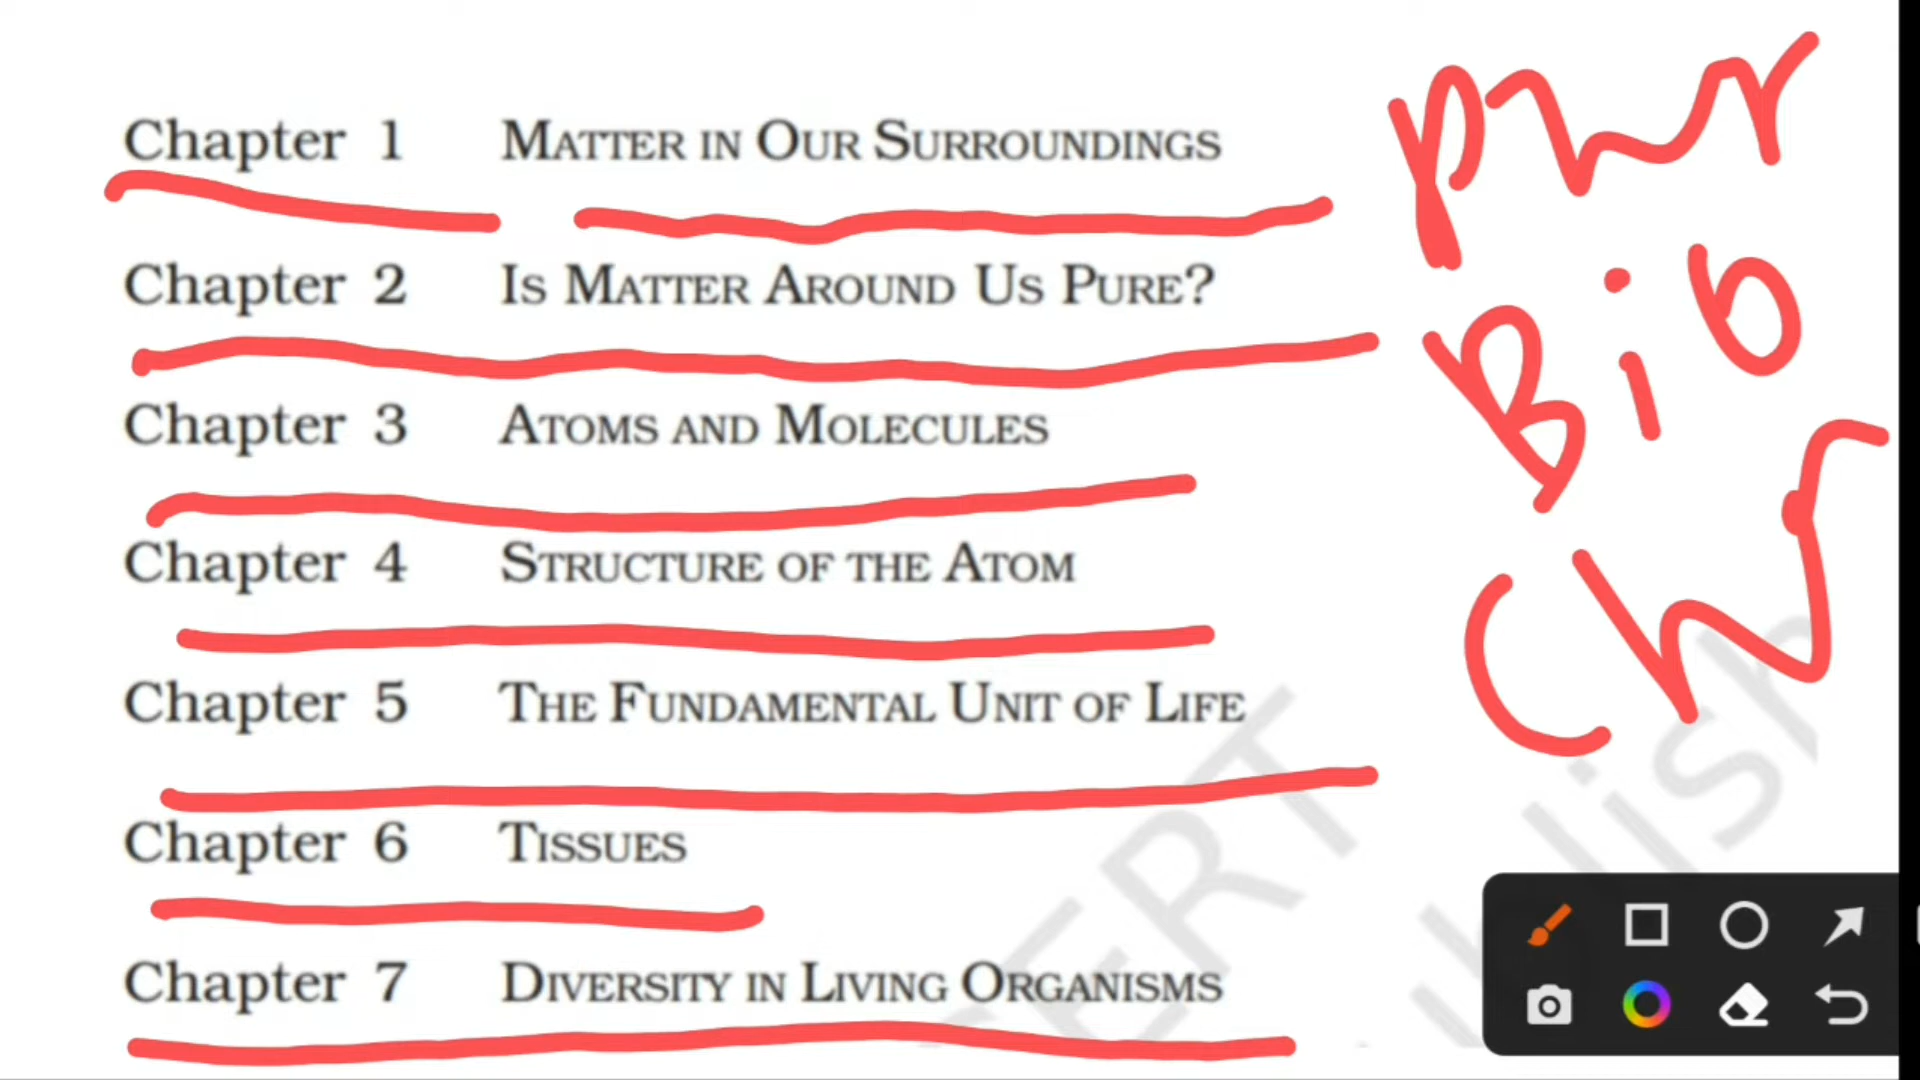 Chapter 1 MATTER IN OUR SURROUNDINGS
Chapter 2 IS MATTER AROUND US PURE?
Chapter 3 ATOMS AND MOLECULES
Chapter 4 STRUCTURE OF THE ATOM
Chapter 5 THE FUNDAMENTAL UNIT OF LIFE
Chapter 6 TISSUES
Chapter 7 DIVERSITY IN LIVING ORGANISMS
Bio